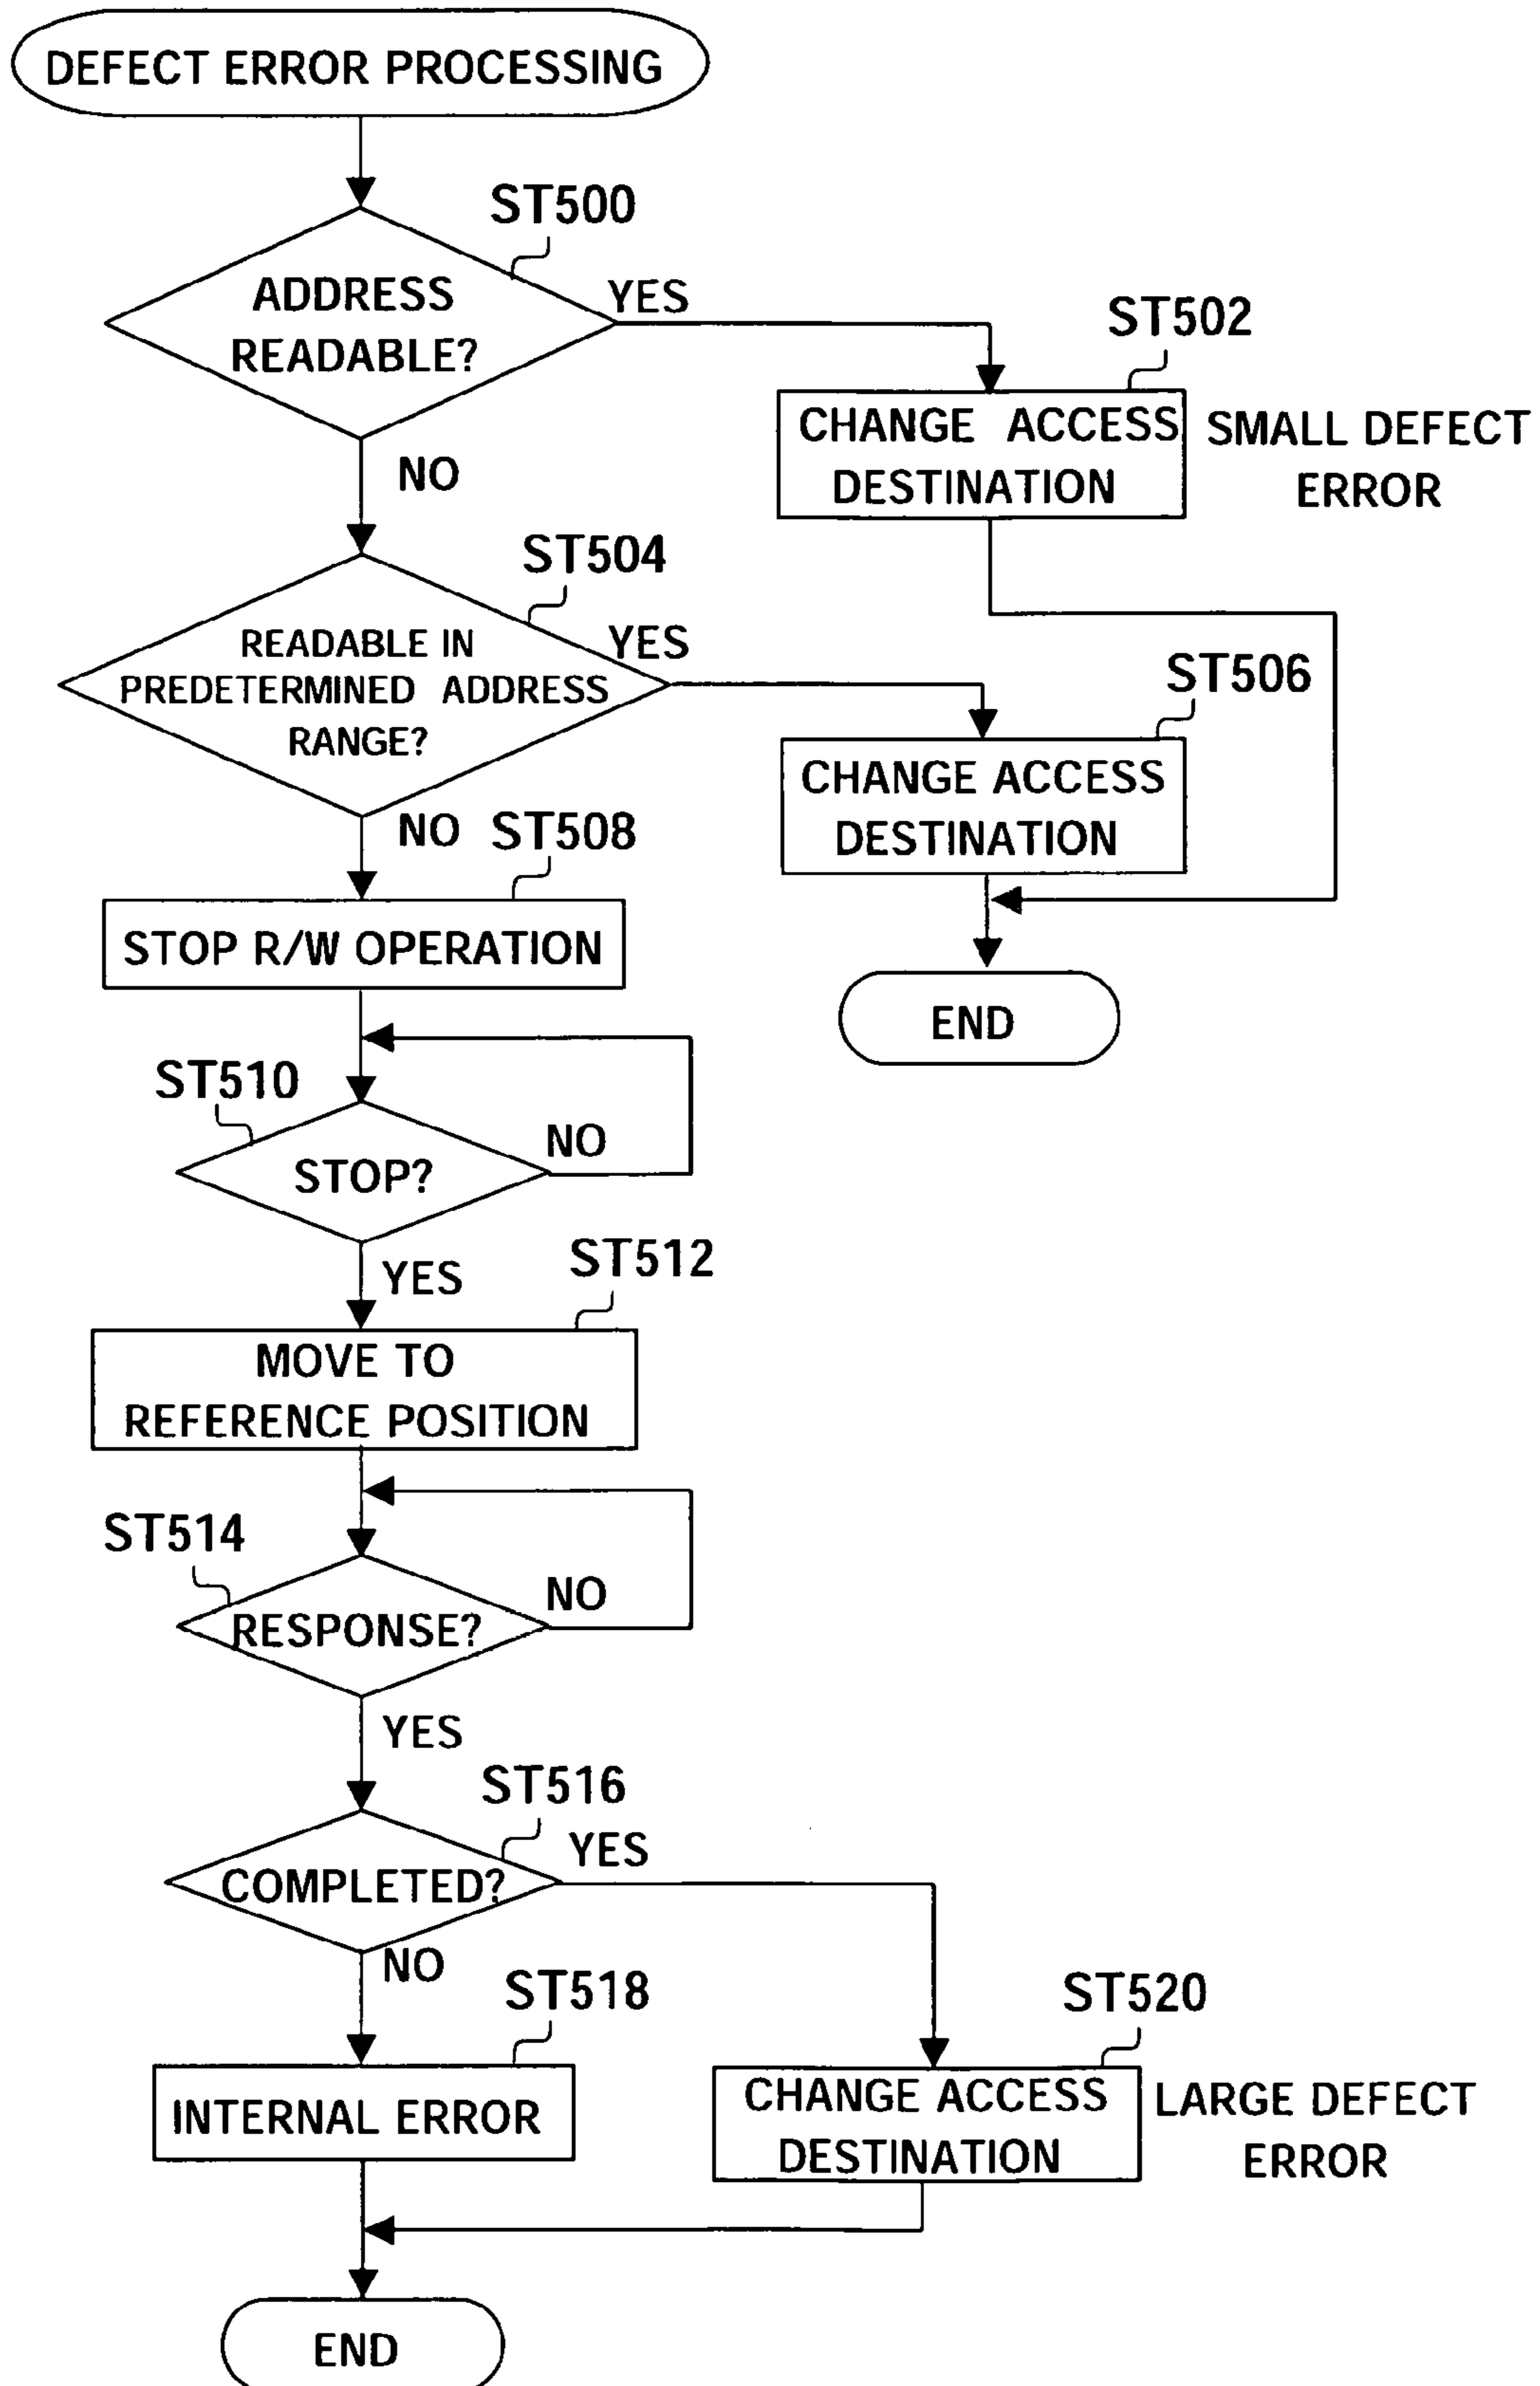 DEFECT ERROR PROCESSING
ST500
ADDRESS
READABLE?
YES
ST502
CHANGE ACCESS
DESTINATION
SMALL DEFECT
ERROR
NO
ST504
READABLE IN
PREDETERMINED ADDRESS
RANGE?
YES
ST506
CHANGE ACCESS
DESTINATION
NO
ST508
STOP R/W OPERATION
END
ST510
STOP?
NO
YES
ST512
MOVE TO
REFERENCE POSITION
ST514
RESPONSE?
NO
YES
ST516
COMPLETED?
YES
NO
ST518
INTERNAL ERROR
ST520
CHANGE ACCESS
DESTINATION
LARGE DEFECT
ERROR
END